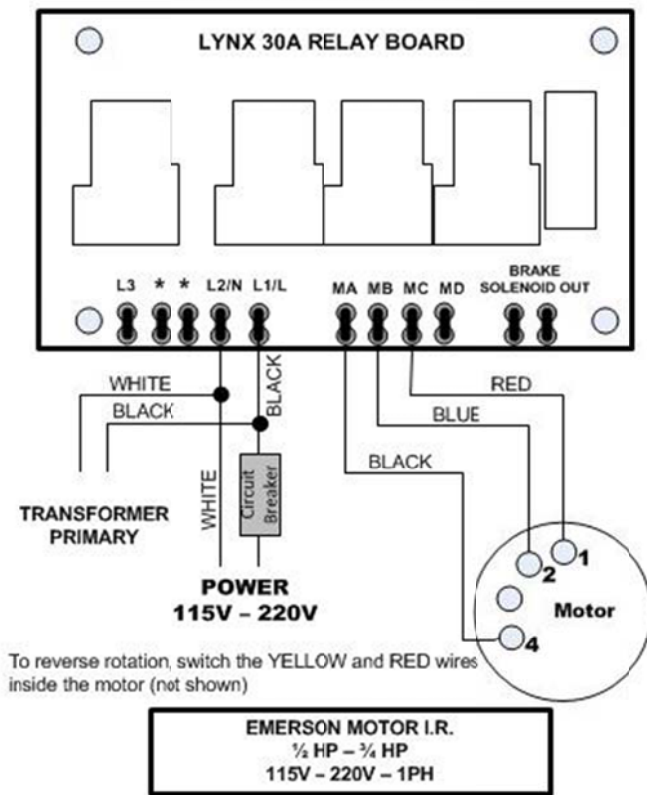 LYNX 30A RELAY BOARD
L3 * * L2/N L1/L
MA MB MC MD
BRAKE
SOLENOID OUT
WHITE
BLACK
BLACK
RED
BLUE
BLACK
WHITE
Circuit
Breaker
TRANSFORMER
PRIMARY
POWER
115V – 220V
1
2
4
Motor
To reverse rotation, switch the YELLOW and RED wires
inside the motor (not shown)
EMERSON MOTOR I.R.
½ HP – ¾ HP
115V – 220V – 1PH